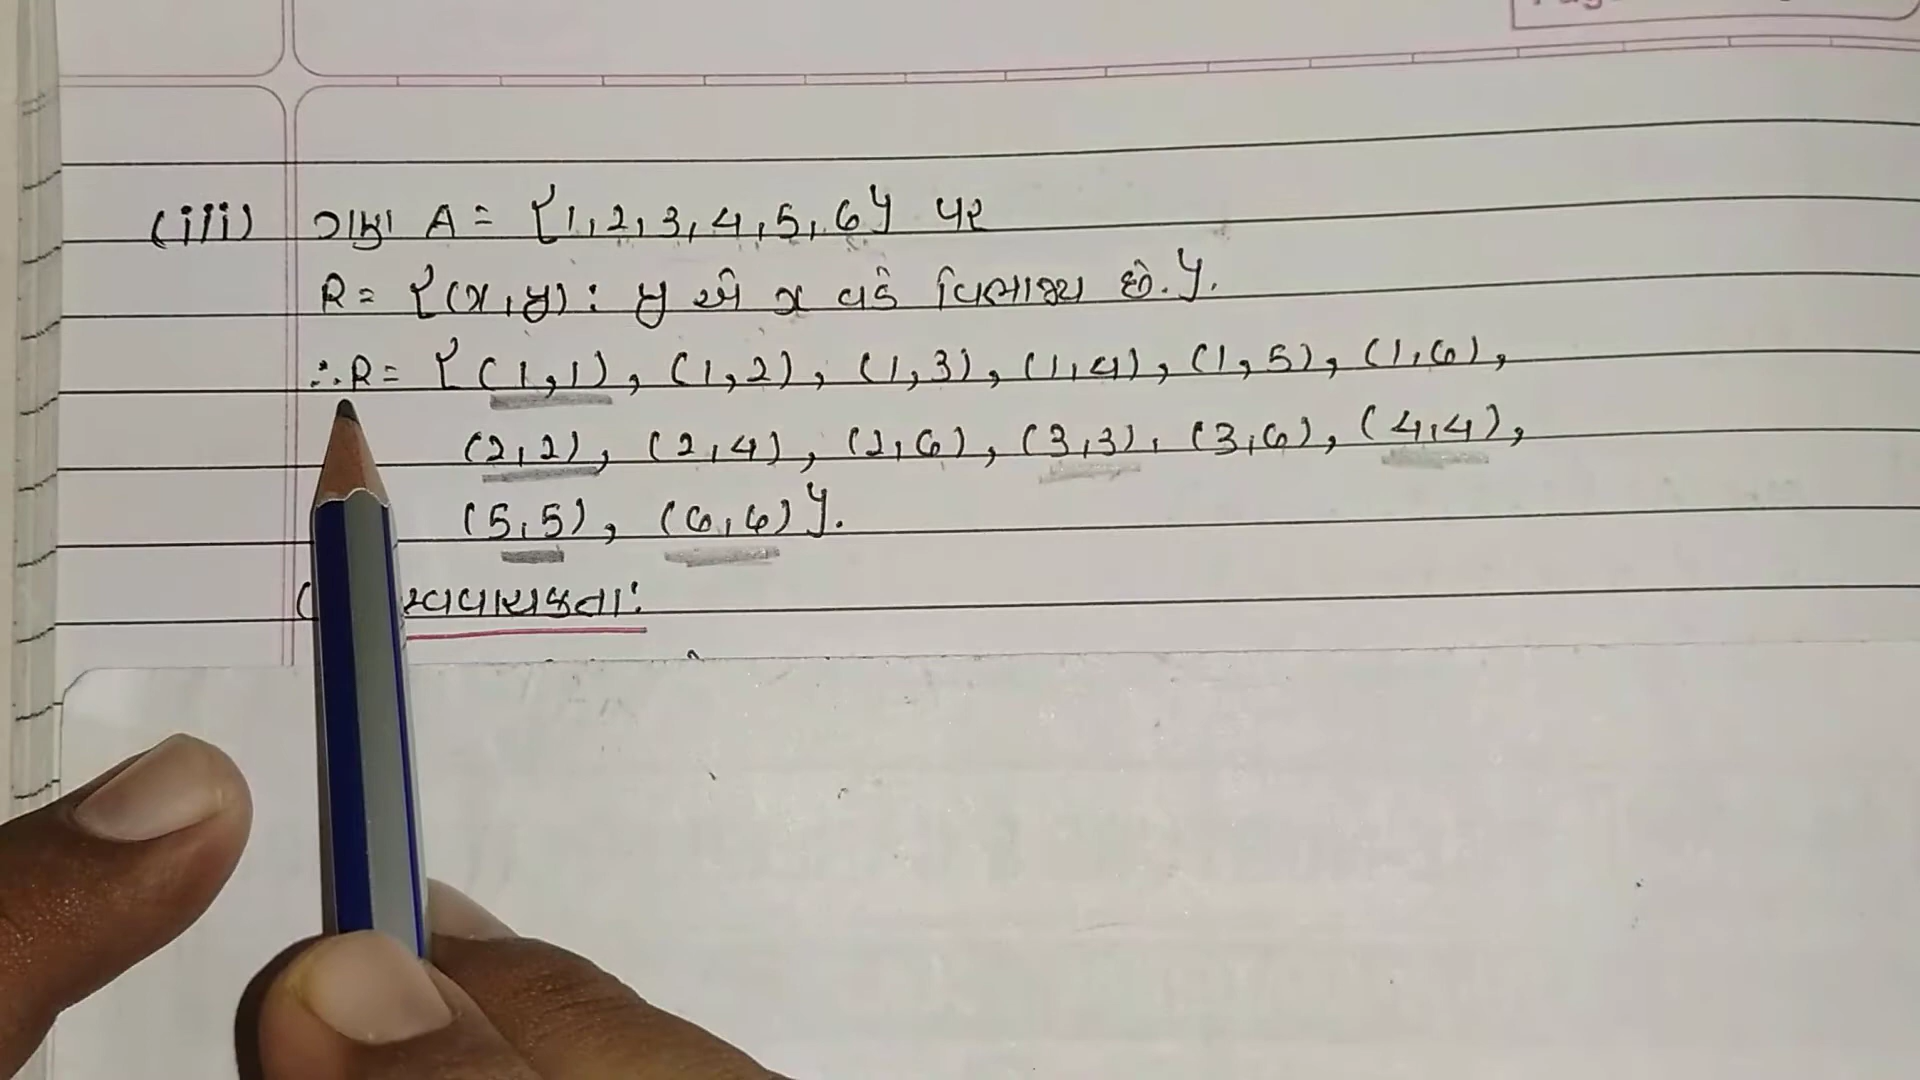 (iii) ગણ A = {1,2,3,4,5,6} પર
R = {(x,y) : y એ x વડે વિભાજ્ય છે.}.
∴R = {(1,1), (1,2), (1,3), (1,4), (1,5), (1,6),
(2,2), (2,4), (2,6), (3,3), (3,6), (4,4),
(5,5), (6,6)}.
( સ્વવાચકતા: